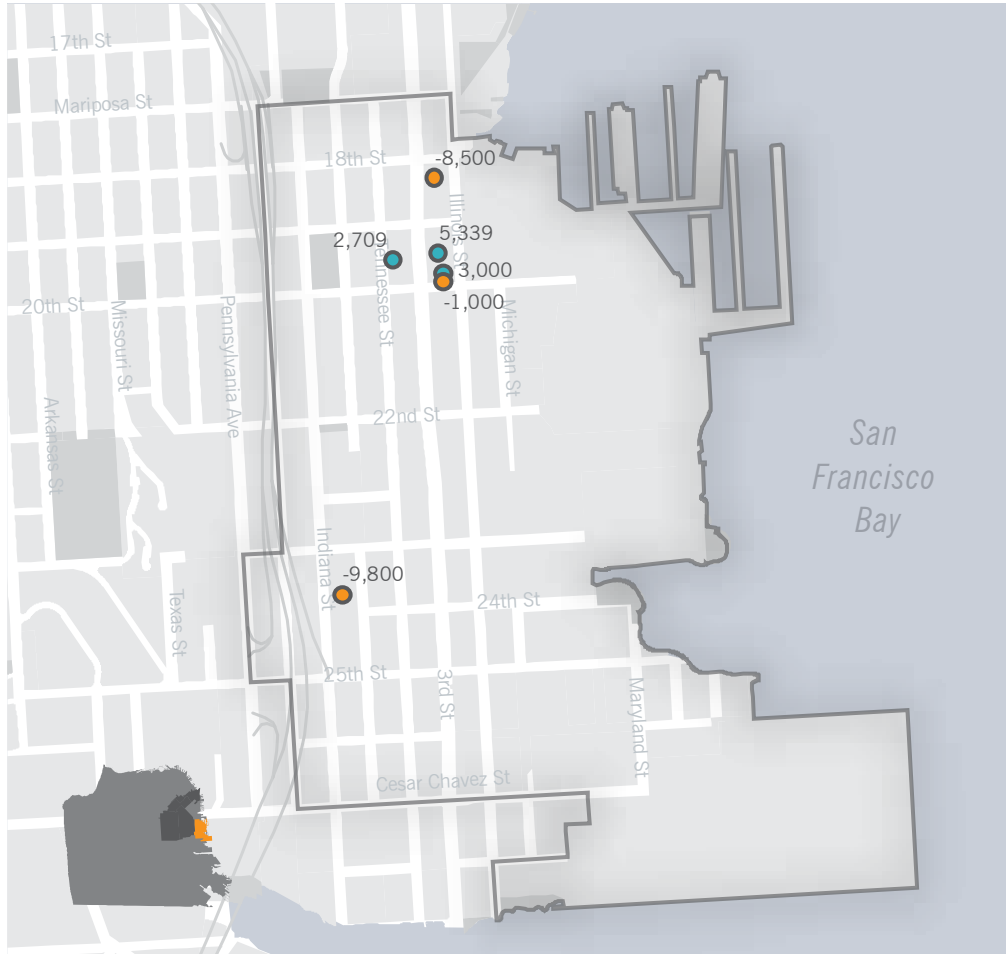 17th St
Mariposa St
18th St
-8,500
Illinois St
5,339
2,709
3,000
Tennessee St
-1,000
20th St
Missouri St
Pennsylvania Ave
Michigan St
Arkansas St
22nd St
San
Francisco
Bay
Indiana St
-9,800
24th St
Texas St
25th St
3rd St
Maryland St
Cesar Chavez St